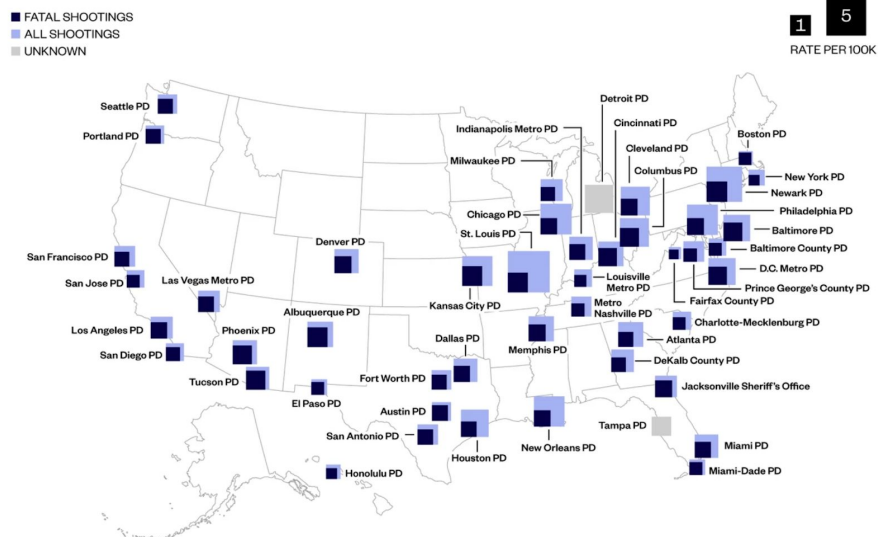 FATAL SHOOTINGS
ALL SHOOTINGS
UNKNOWN
1
5
RATE PER 100K
Seattle PD
Portland PD
Detroit PD
Indianapolis Metro PD
Cincinnati PD
Cleveland PD
Columbus PD
Boston PD
Milwaukee PD
New York PD
Newark PD
Chicago PD
St. Louis PD
Philadelphia PD
Baltimore PD
Denver PD
Baltimore County PD
San Francisco PD
D.C. Metro PD
San Jose PD
Las Vegas Metro PD
Louisville
Metro PD
Prince George's County PD
Kansas City PD
Metro
Nashville PD
Fairfax County PD
Albuquerque PD
Los Angeles PD
Phoenix PD
Charlotte-Mecklenburg PD
Dallas PD
Memphis PD
Atlanta PD
San Diego PD
DeKalb County PD
Tucson PD
Fort Worth PD
Jacksonville Sheriff's Office
El Paso PD
Austin PD
Tampa PD
San Antonio PD
New Orleans PD
Miami PD
Houston PD
Miami-Dade PD
Honolulu PD